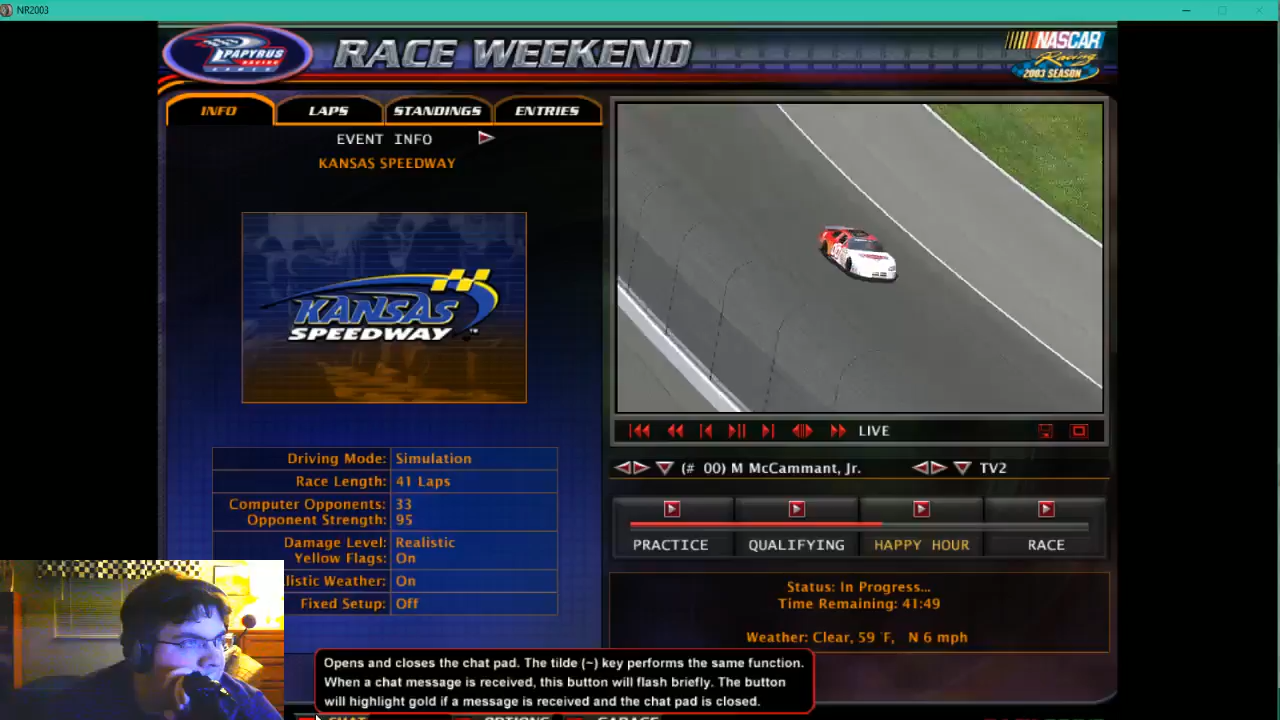 NR2003
PAPYRUS
RACING
GAMES
RACE WEEKEND
NASCAR
Racing
2003 SEASON
INFO
LAPS
STANDINGS
ENTRIES
EVENT INFO
KANSAS SPEEDWAY
KANSAS
SPEEDWAY™
Driving Mode: Simulation
Race Length: 41 Laps
Computer Opponents: 33
Opponent Strength: 95
Damage Level: Realistic
Yellow Flags: On
listic Weather: On
Fixed Setup: Off
LIVE
(# 00) M McCammant, Jr.
TV2
PRACTICE
QUALIFYING
HAPPY HOUR
RACE
Status: In Progress...
Time Remaining: 41:49
Weather: Clear, 59 °F, N 6 mph
Opens and closes the chat pad. The tilde (~) key performs the same function.
When a chat message is received, this button will flash briefly. The button
will highlight gold if a message is received and the chat pad is closed.
CHAT
OPTIONS
GARAGE